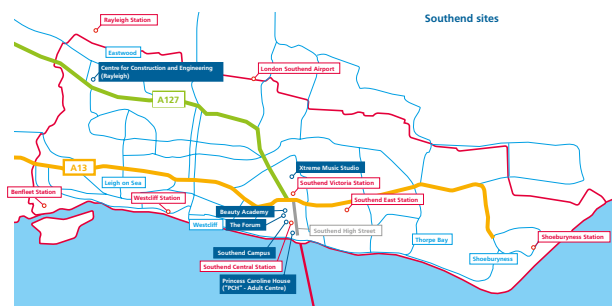 Southend sites
Rayleigh Station
Eastwood
Centre for Construction and Engineering
(Rayleigh)
London Southend Airport
A127
A13
Xtreme Music Studio
Leigh on Sea
Southend Victoria Station
Benfleet Station
Westcliff Station
Southend East Station
Beauty Academy
Westcliff
The Forum
Southend High Street
Thorpe Bay
Shoeburyness Station
Southend Campus
Shoeburyness
Southend Central Station
Princess Caroline House
("PCH" - Adult Centre)